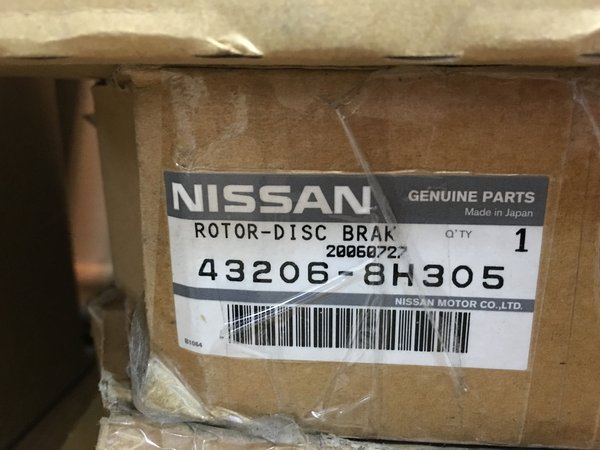 NISSAN
GENUINE PARTS
Made in Japan
ROTOR-DISC BRAK
Q'TY
1
20060727
43206-8H305
NISSAN MOTOR CO.,LTD.
B1064